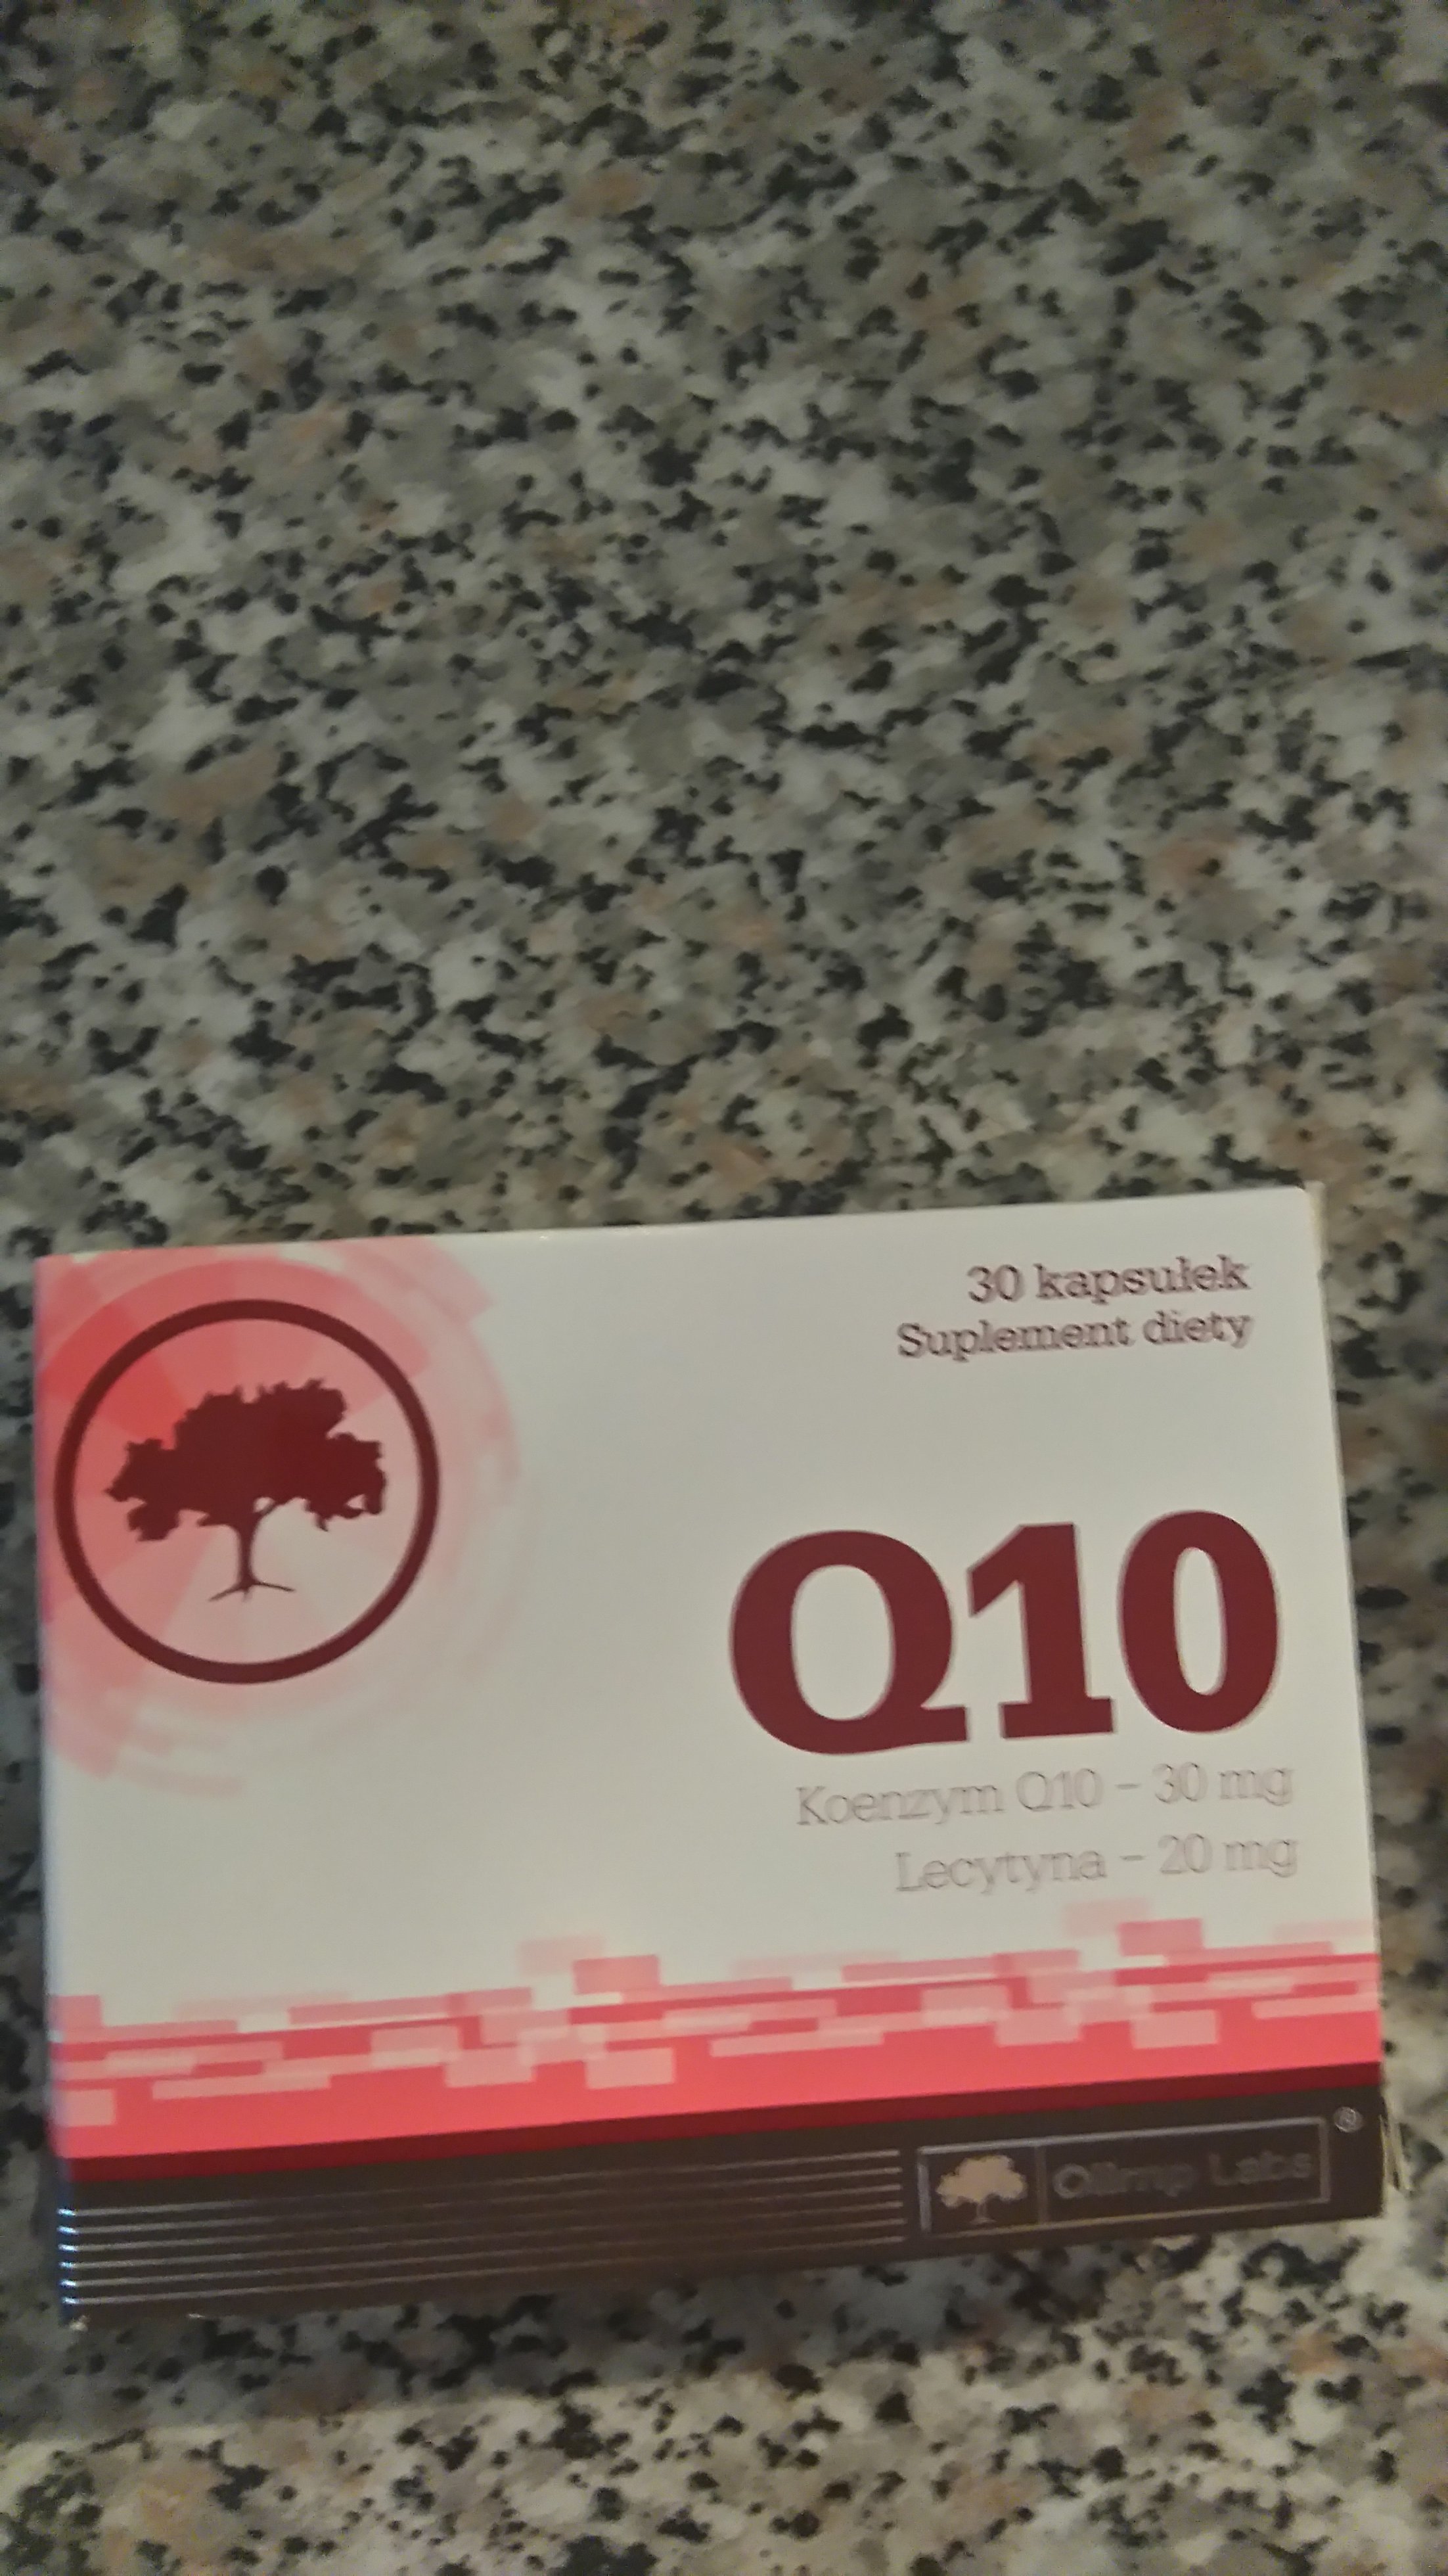 30 kapsułek
Suplement diety
Q10
Koenzym Q10 – 30 mg
Lecytyna – 20 mg
Olimp Labs
®